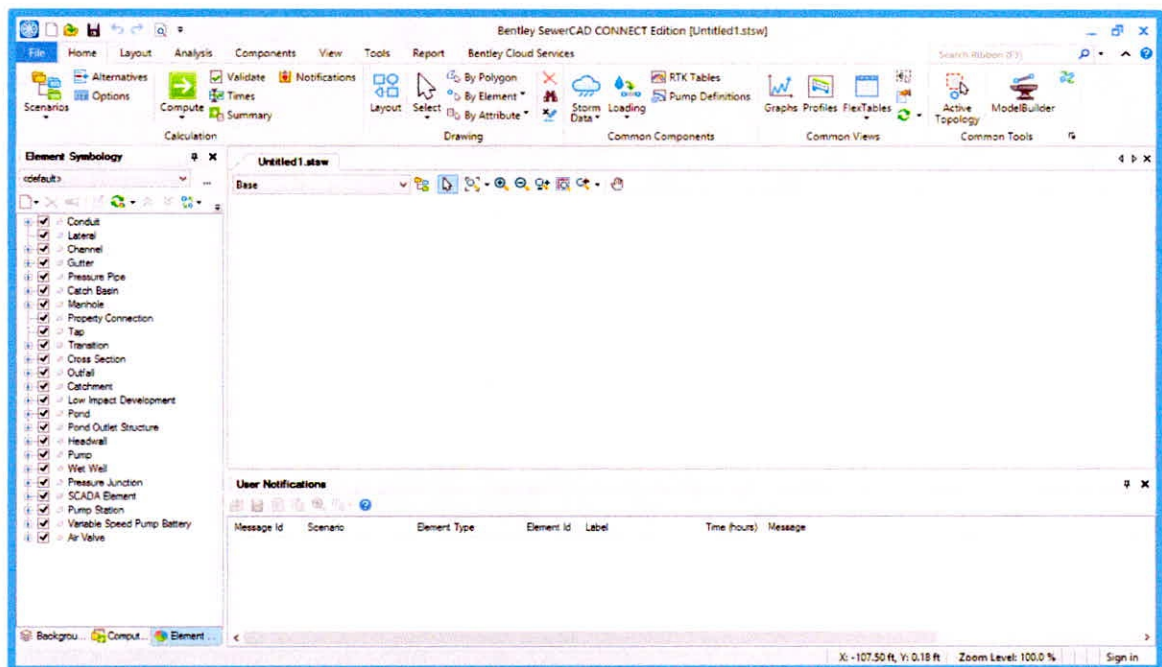 Bentley SewerCAD CONNECT Edition [Untitled1.stsw]
File Home Layout Analysis Components View Tools Report Bentley Cloud Services Search Ribbon (F3)
Alternatives Validate Notifications By Polygon RTK Tables
Options Times By Element Pump Definitions
Scenarios Compute Summary Layout Select By Attribute Storm Data Loading Graphs Profiles FlexTables Active Topology ModelBuilder
Calculation Drawing Common Components Common Views Common Tools
Element Symbology
Untitled1.stsw
<default>
...
Base
Conduit
Lateral
Channel
Gutter
Pressure Pipe
Catch Basin
Manhole
Property Connection
Tap
Transition
Cross Section
Outfall
Catchment
Low Impact Development
Pond
Pond Outlet Structure
Headwall
Pump
Wet Well
Pressure Junction
SCADA Element
Pump Station
Variable Speed Pump Battery
Air Valve
User Notifications
Message Id Scenario Element Type Element Id Label Time (hours) Message
Backgrou... Comput... Element ...
X: -107.50 ft, Y: 0.18 ft Zoom Level: 100.0 % Sign in